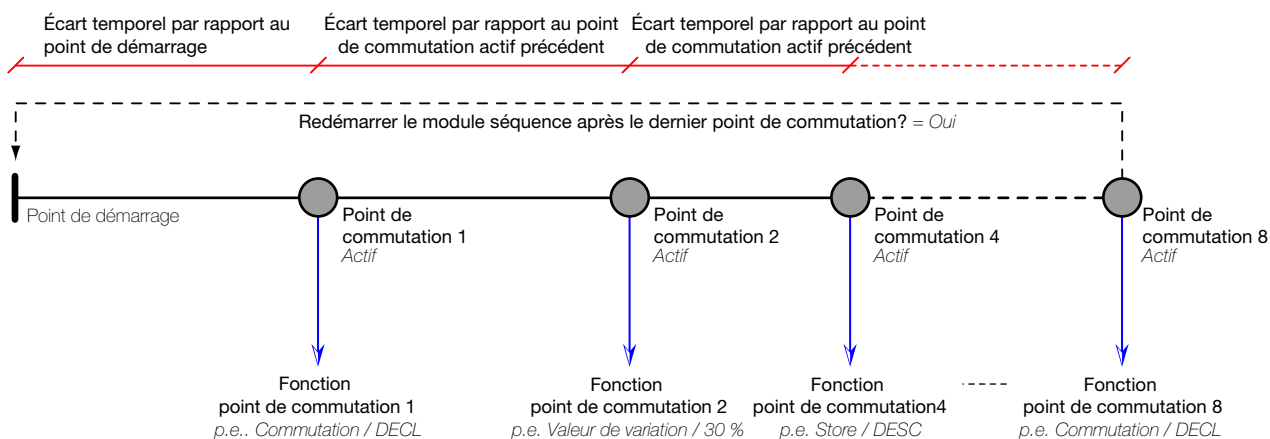 Écart temporel par rapport au
point de démarrage
Écart temporel par rapport au point
de commutation actif précédent
Écart temporel par rapport au point
de commutation actif précédent
Redémarrer le module séquence après le dernier point de commutation? = Oui
Point de démarrage
Point de
commutation 1
Actif
Point de
commutation 2
Actif
Point de
commutation 4
Actif
Point de
commutation 8
Actif
Fonction
point de commutation 1
p.e.. Commutation / DECL
Fonction
point de commutation 2
p.e. Valeur de variation / 30 %
Fonction
point de commutation4
p.e. Store / DESC
Fonction
point de commutation 8
p.e. Commutation / DECL